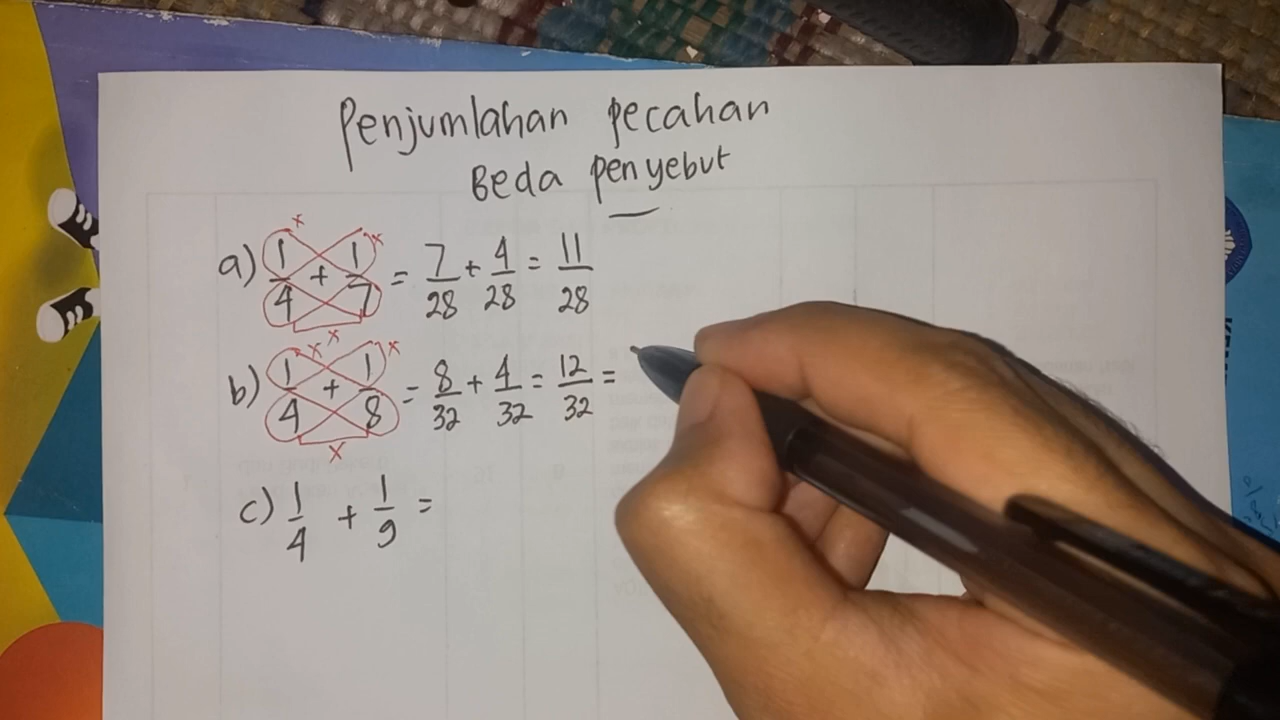 Penjumlahan pecahan
Beda penyebut
a) 1/4 + 1/7 = 7/28 + 4/28 = 11/28
b) 1/4 + 1/8 = 8/32 + 4/32 = 12/32 =
c) 1/4 + 1/9 =